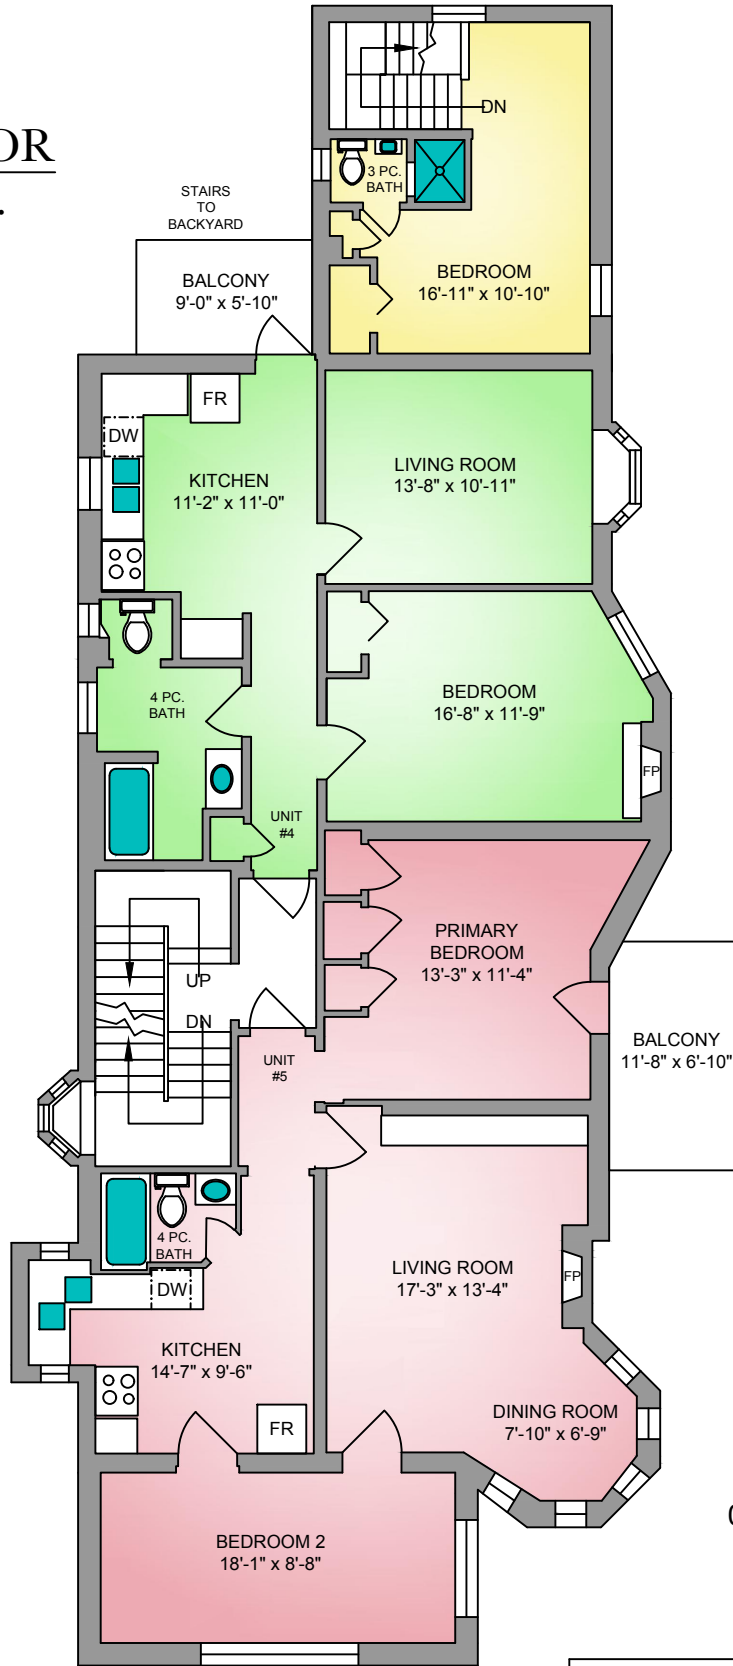 DN
3 PC.
BATH
STAIRS
TO
BACKYARD
BALCONY
9'-0" x 5'-10"
BEDROOM
16'-11" x 10'-10"
FR
DW
KITCHEN
11'-2" x 11'-0"
LIVING ROOM
13'-8" x 10'-11"
4 PC.
BATH
BEDROOM
16'-8" x 11'-9"
FP
UNIT
#4
PRIMARY
BEDROOM
13'-3" x 11'-4"
UP
DN
UNIT
#5
BALCONY
11'-8" x 6'-10"
4 PC.
BATH
DW
LIVING ROOM
17'-3" x 13'-4"
FP
KITCHEN
14'-7" x 9'-6"
FR
DINING ROOM
7'-10" x 6'-9"
BEDROOM 2
18'-1" x 8'-8"